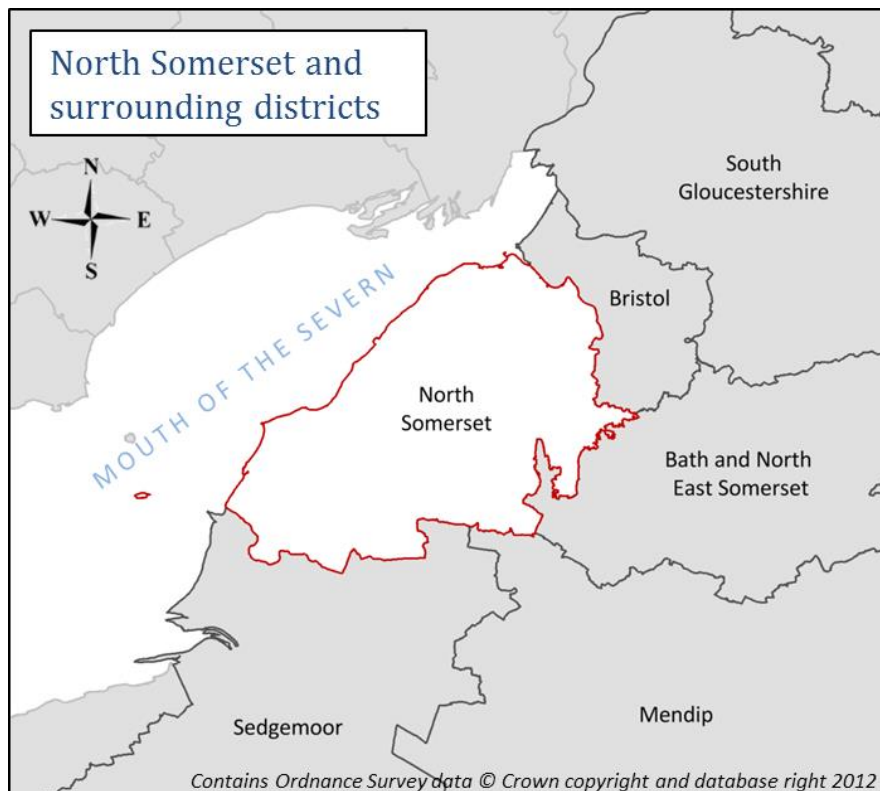 North Somerset and
surrounding districts
N
W E
S
South
Gloucestershire
Bristol
MOUTH OF THE SEVERN
North
Somerset
Bath and North
East Somerset
Sedgemoor
Mendip
Contains Ordnance Survey data © Crown copyright and database right 2012